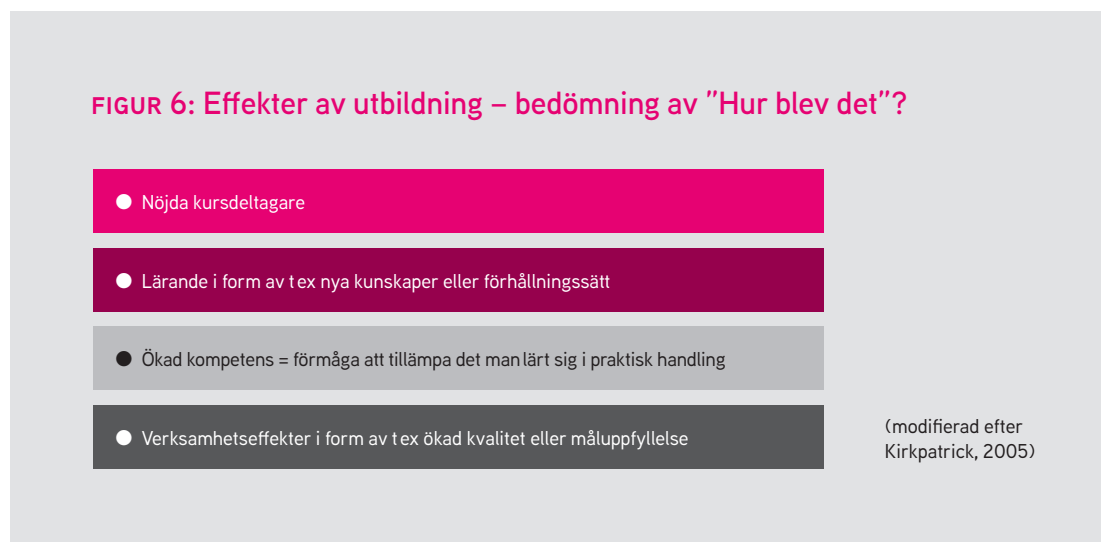 FIGUR 6: Effekter av utbildning – bedömning av ”Hur blev det”?
● Nöjda kursdeltagare
● Lärande i form av t ex nya kunskaper eller förhållningssätt
● Ökad kompetens = förmåga att tillämpa det man lärt sig i praktisk handling
● Verksamhetseffekter i form av t ex ökad kvalitet eller måluppfyllelse
(modifierad efter
Kirkpatrick, 2005)